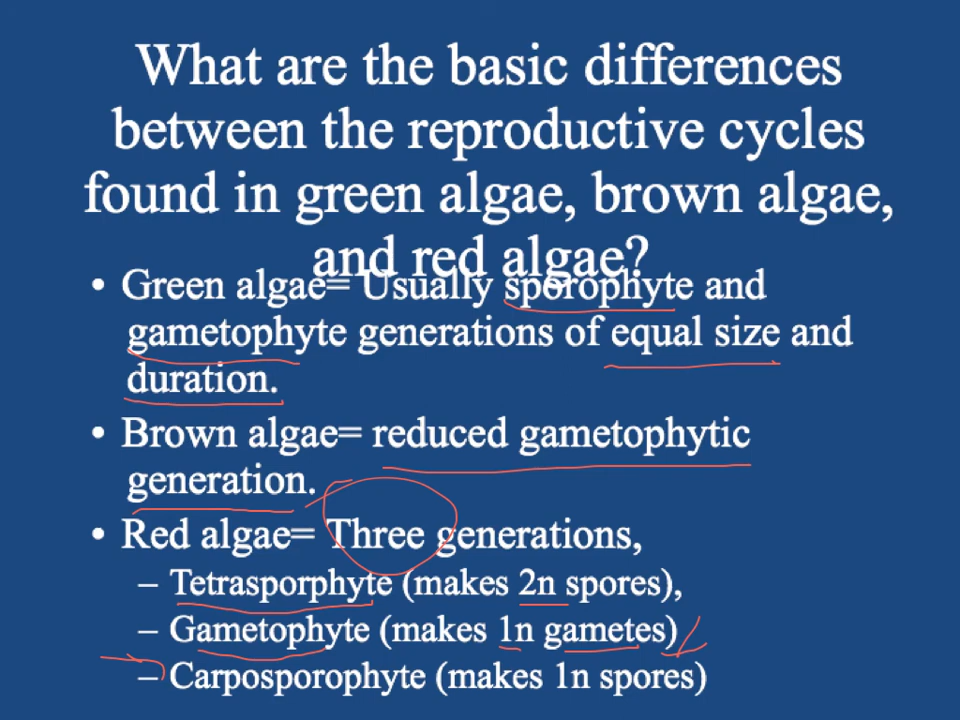 What are the basic differences
between the reproductive cycles
found in green algae, brown algae,
and red algae?
• Green algae= Usually sporophyte and
gametophyte generations of equal size and
duration.
• Brown algae= reduced gametophytic
generation.
• Red algae= Three generations,
– Tetrasporphyte (makes 2n spores),
– Gametophyte (makes 1n gametes)
– Carposporophyte (makes 1n spores)